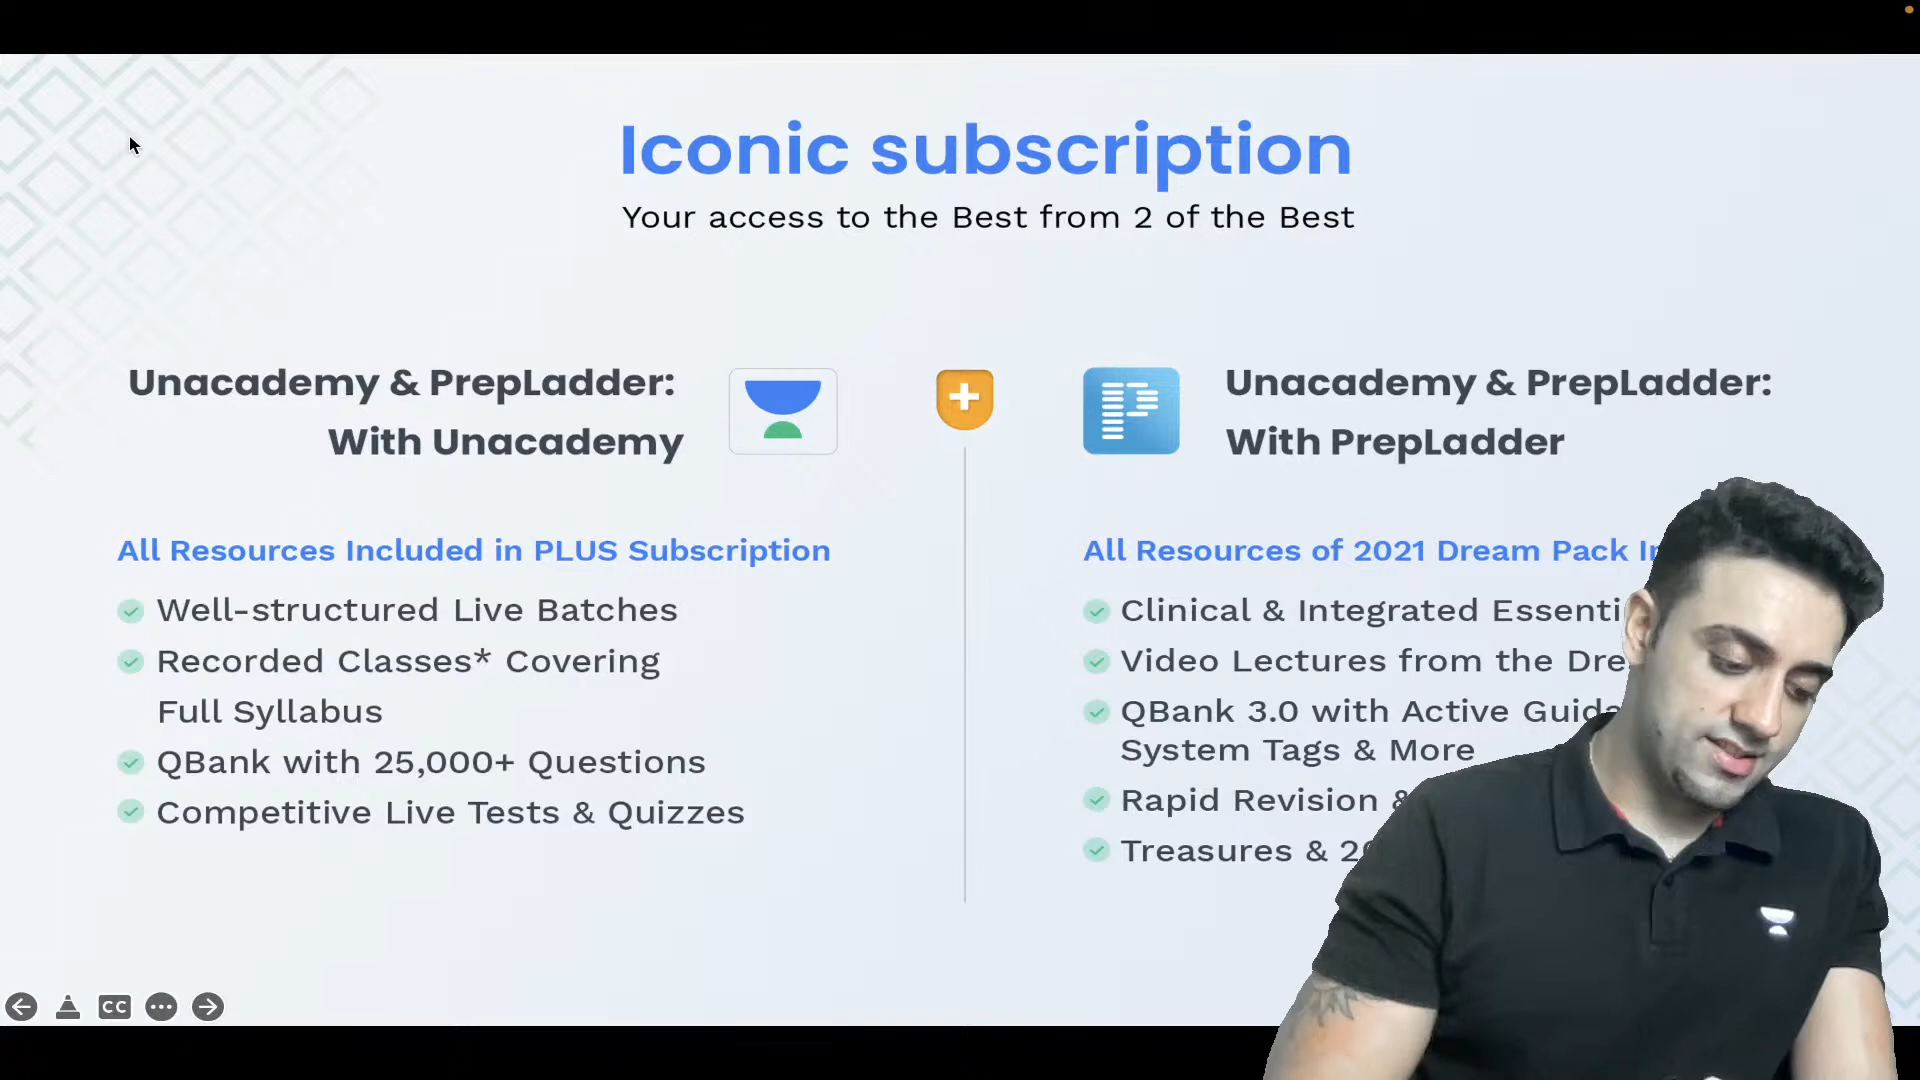 Iconic subscription
Your access to the Best from 2 of the Best
Unacademy & PrepLadder:
With Unacademy
All Resources Included in PLUS Subscription
Well-structured Live Batches
Recorded Classes* Covering
Full Syllabus
QBank with 25,000+ Questions
Competitive Live Tests & Quizzes
Unacademy & PrepLadder:
With PrepLadder
All Resources of 2021 Dream Pack
Clinical & Integrated
Video Lectures from the
QBank 3.0 with Active
System Tags & More
Rapid Revision &
Treasures &
CC